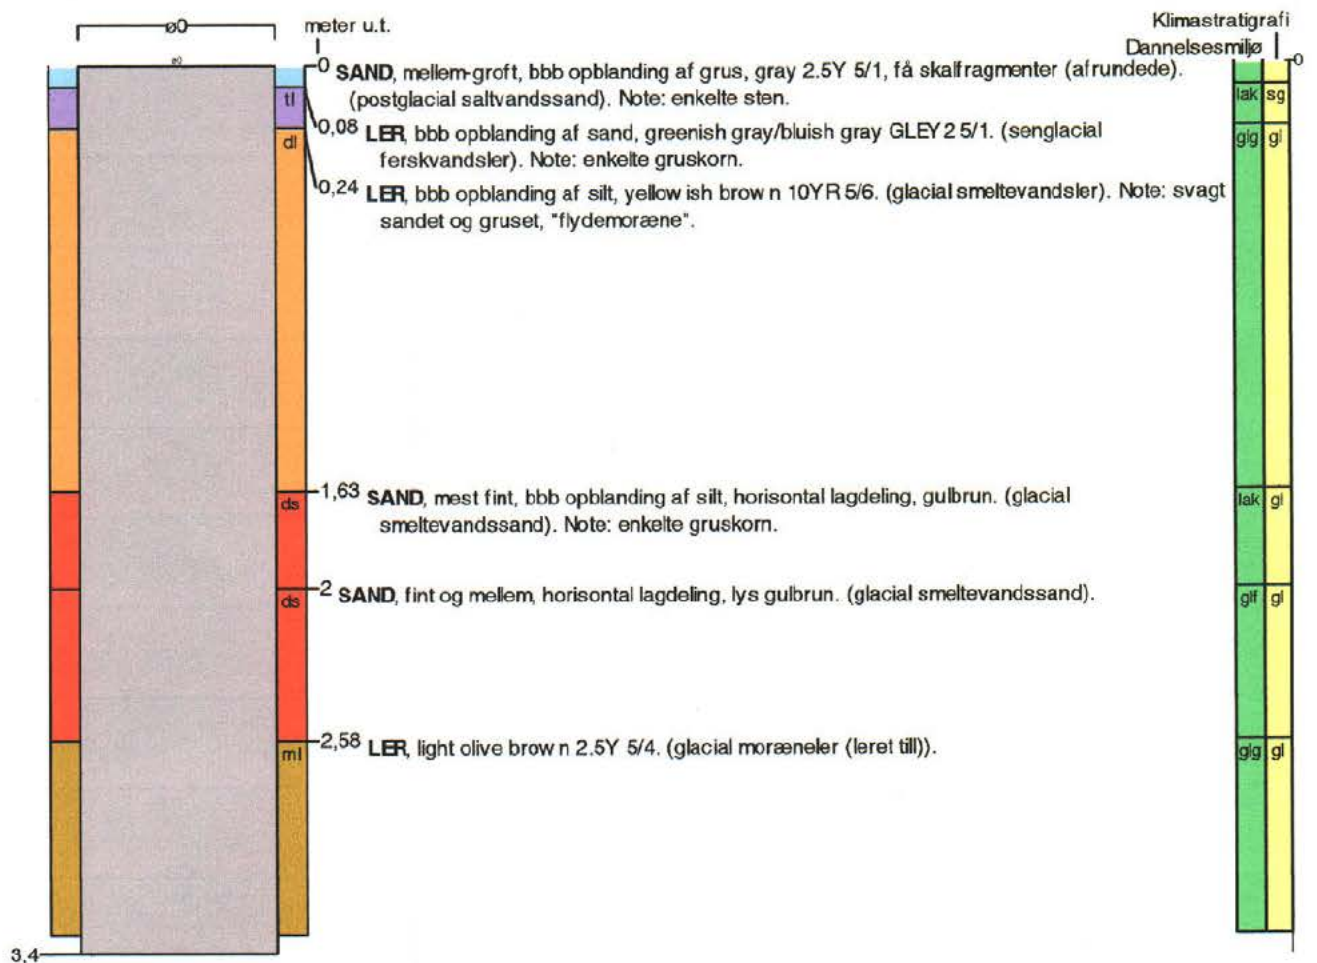 ø0
meter u.t.
Klimastratigrafi
Dannelsesmiljø
ø0
0 SAND, mellem-groft, bbb opblanding af grus, gray 2.5Y 5/1, få skalfragmenter (afrundede).
(postglacial saltvandssand). Note: enkelte sten.
0
tl
lak sg
0,08 LER, bbb opblanding af sand, greenish gray/bluish gray GLEY2 5/1. (senglacial
ferskvandsler). Note: enkelte gruskorn.
dl
glg gl
0,24 LER, bbb opblanding af silt, yellowish brown 10YR 5/6. (glacial smeltevandsler). Note: svagt
sandet og gruset, "flydemoræne".
1,63 SAND, mest fint, bbb opblanding af silt, horisontal lagdeling, gulbrun. (glacial
smeltevandssand). Note: enkelte gruskorn.
ds
lak gl
2 SAND, fint og mellem, horisontal lagdeling, lys gulbrun. (glacial smeltevandssand).
ds
glf gl
2,58 LER, light olive brown 2.5Y 5/4. (glacial moræneler (leret till)).
ml
glg gl
3,4